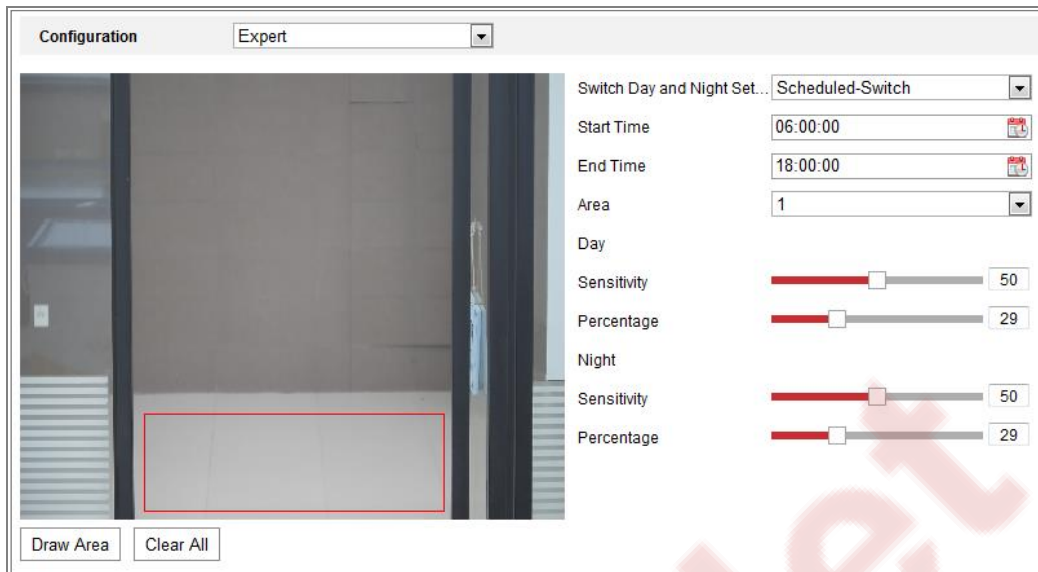 Configuration Expert
Switch Day and Night Set... Scheduled-Switch
Start Time 06:00:00
End Time 18:00:00
Area 1
Day
Sensitivity 50
Percentage 29
Night
Sensitivity 50
Percentage 29
Draw Area Clear All